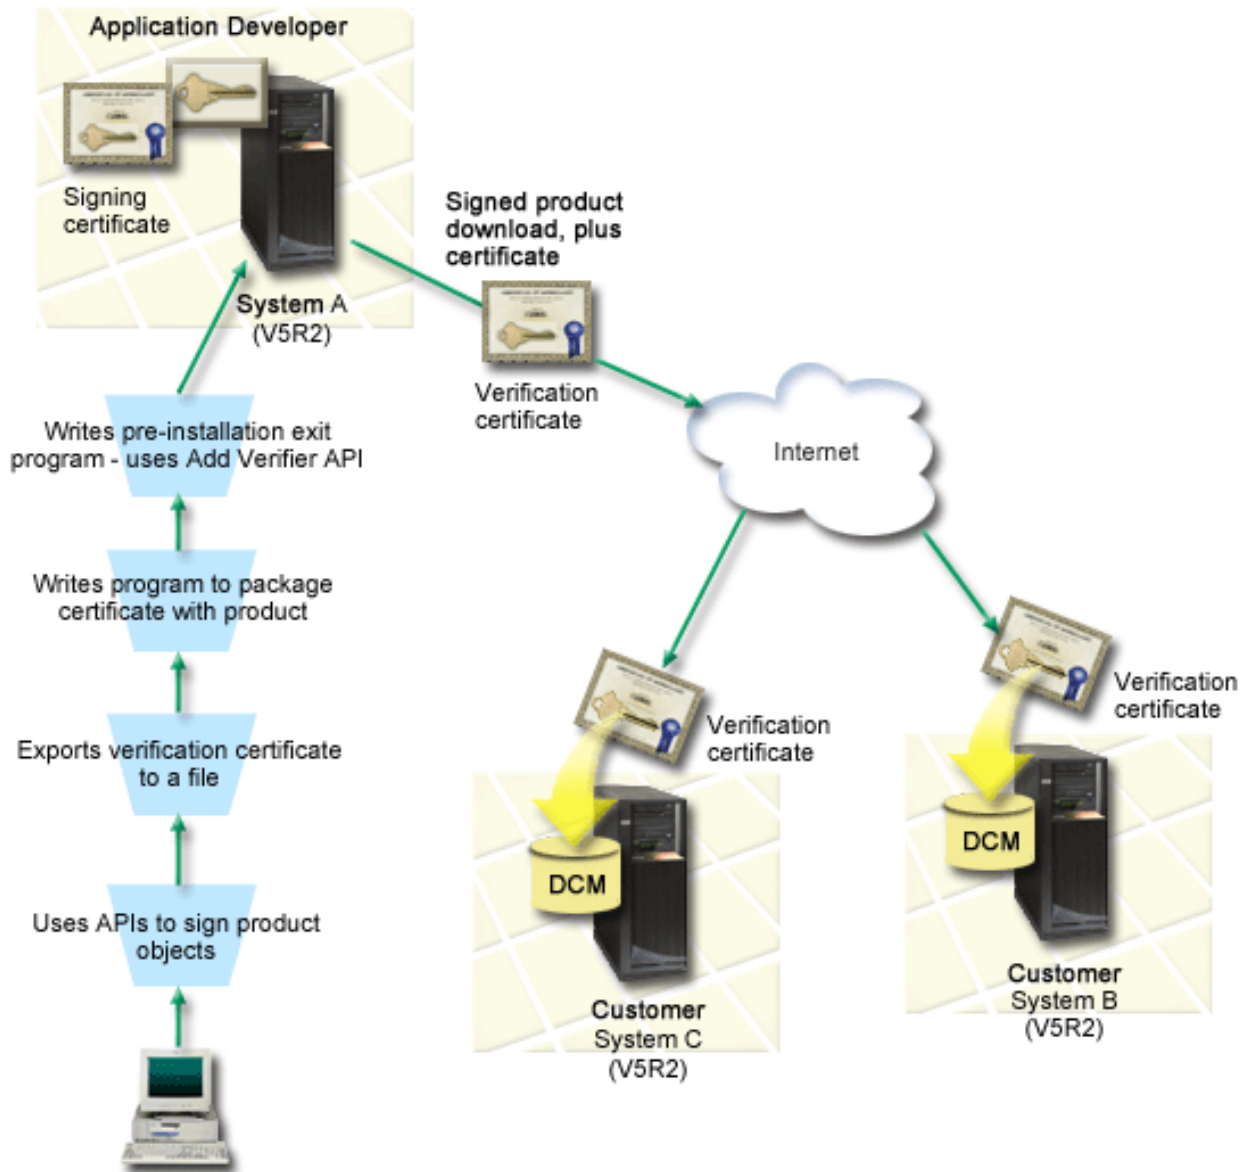 Application Developer
Signing
certificate
System A
(V5R2)
Signed product
download, plus
certificate
Verification
certificate
Internet
Writes pre-installation exit
program - uses Add Verifier API
Writes program to package
certificate with product
Exports verification certificate
to a file
Uses APIs to sign product
objects
Verification
certificate
DCM
Customer
System C
(V5R2)
Verification
certificate
DCM
Customer
System B
(V5R2)